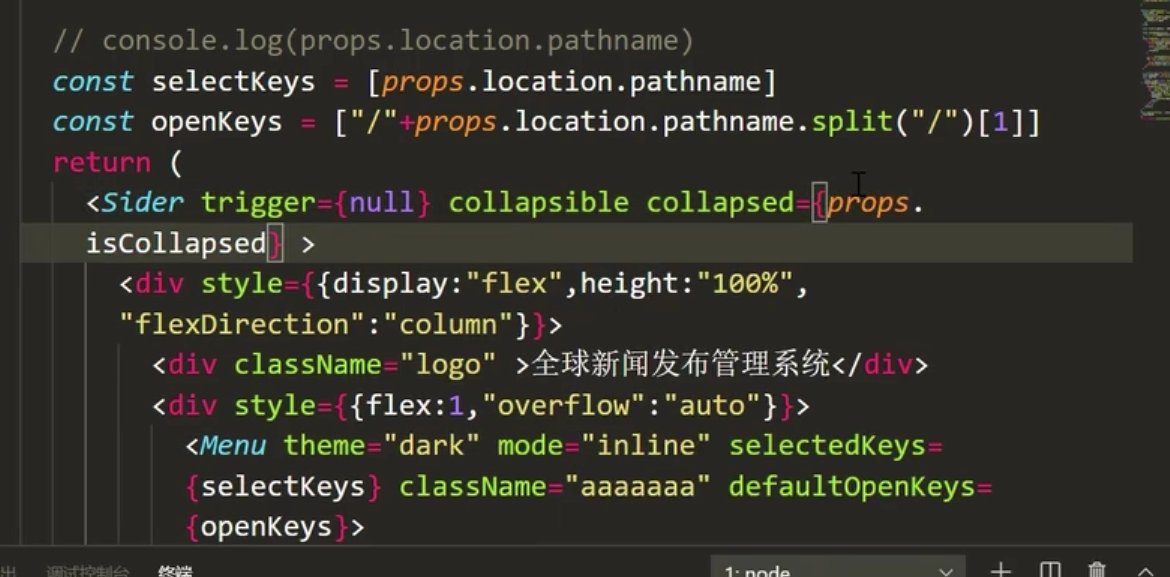 // console.log(props.location.pathname)
const selectKeys = [props.location.pathname]
const openKeys = ["/"+props.location.pathname.split("/")[1]]
return (
<Sider trigger={null} collapsible collapsed={props.
isCollapsed} >
<div style={{display:"flex",height:"100%",
"flexDirection":"column"}}>
<div className="logo" >全球新闻发布管理系统</div>
<div style={{flex:1,"overflow":"auto"}}>
<Menu theme="dark" mode="inline" selectedKeys=
{selectKeys} className="aaaaaaa" defaultOpenKeys=
{openKeys}>
出 调试控制台 终端 1: node